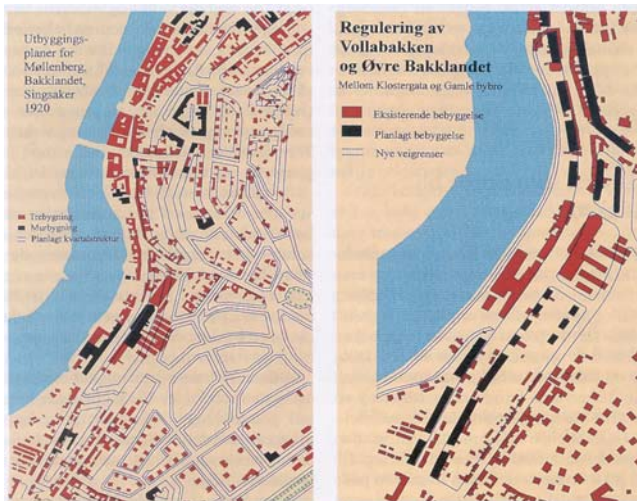 Utbyggings-
planer for
Møllenberg,
Bakklandet,
Singsaker
1920
Trebygning
Murbygning
Planlagt kvartalstruktur
Regulering av
Vollabakken
og Øvre Bakklandet
Mellom Klostergata og Gamle bybro
Eksisterende bebyggelse
Planlagt bebyggelse
Nye veigrenser